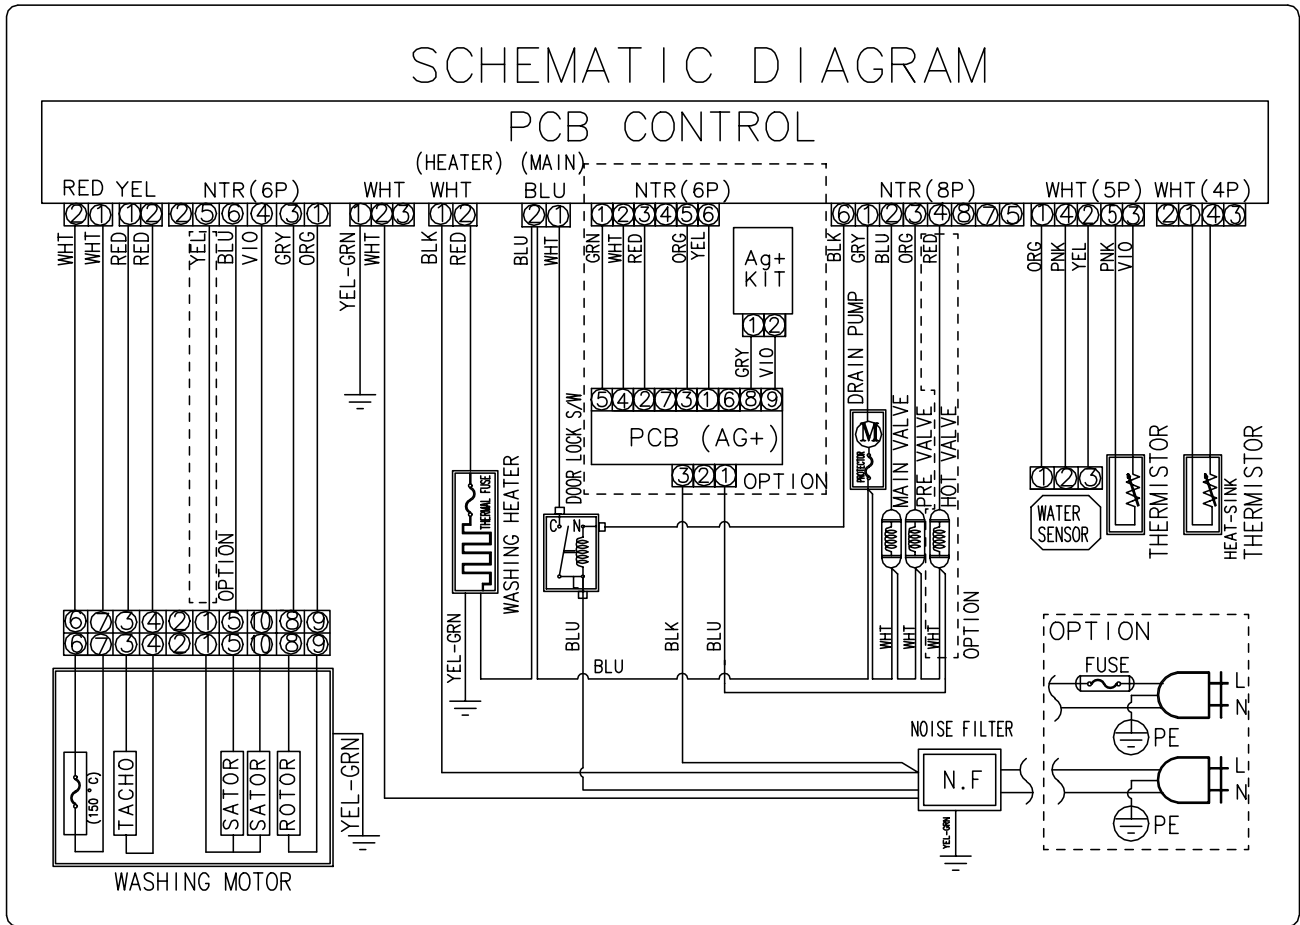 SCHEMATIC DIAGRAM
PCB CONTROL
(HEATER) (MAIN)
RED YEL NTR(6P) WHT WHT BLU NTR(6P) NTR(8P) WHT(5P) WHT(4P)
2 1 1 2 2 5 6 4 3 1 1 2 3 1 2 2 1 1 2 3 4 5 6 6 1 2 3 4 8 7 5 1 4 2 5 3 2 1 4 3
WHT WHT RED RED YEL BLU VIO GRY ORG YEL-GRN WHT BLK RED BLU WHT GRN WHT RED ORG YEL BLK GRY BLU ORG RED ORG PNK YEL PNK VIO
Ag+
KIT
1 2
GRY VIO
DRAIN PUMP
5 4 2 7 3 1 6 8 9
PCB (AG+)
3 2 1
OPTION
DOOR LOCK S/W
M
PROTECTOR
MAIN VALVE
PRE VALVE
HOT VALVE
THERMAL FUSE
WASHING HEATER
C N
1 2 3
WATER
SENSOR
THERMISTOR
HEAT-SINK
THERMISTOR
OPTION
6 7 3 4 2 1 5 10 8 9
6 7 3 4 2 1 5 10 8 9
YEL-GRN
BLU
BLU
BLK
BLU
WHT WHT WHT
OPTION
OPTION
FUSE
L
N
PE
NOISE FILTER
N.F
L
N
PE
YEL-GRN
(150 °c)
TACHO
SATOR
SATOR
ROTOR
YEL-GRN
WASHING MOTOR